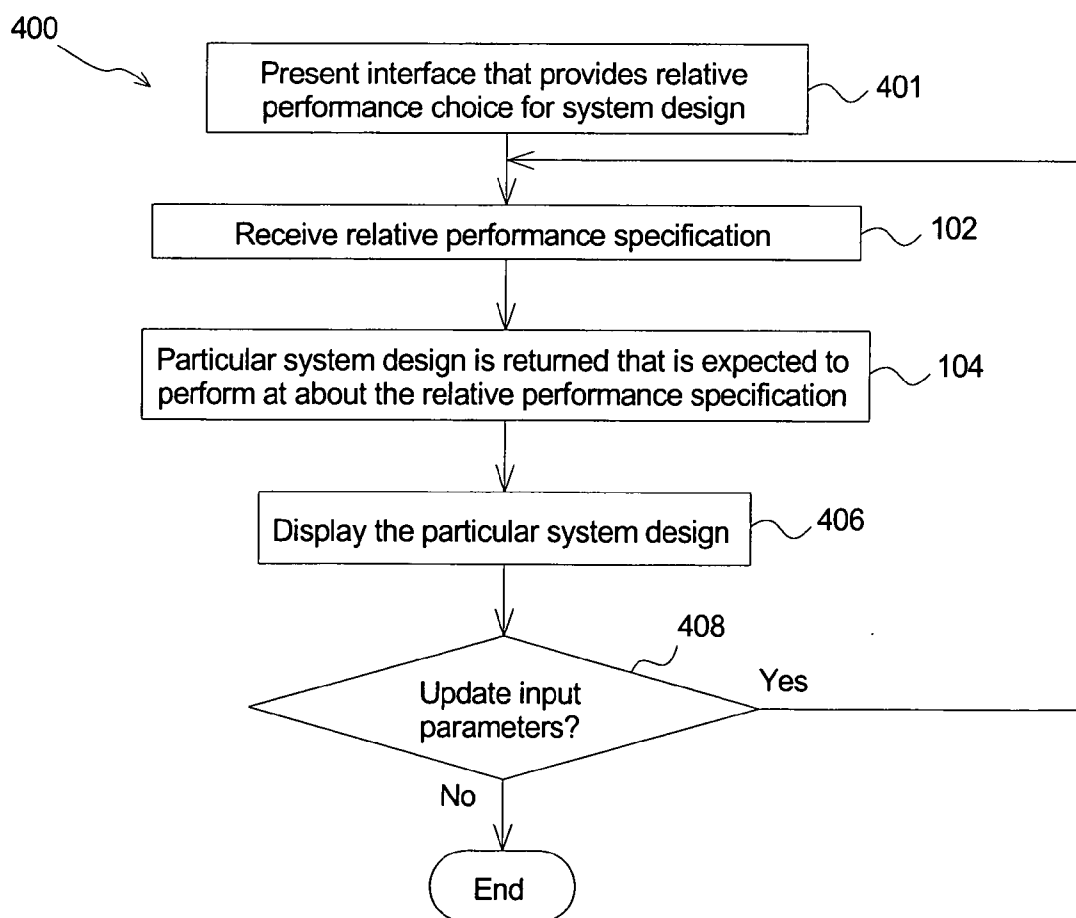 400
Present interface that provides relative
performance choice for system design
401
Receive relative performance specification
102
Particular system design is returned that is expected to
perform at about the relative performance specification
104
Display the particular system design
406
408
Update input
parameters?
Yes
No
End